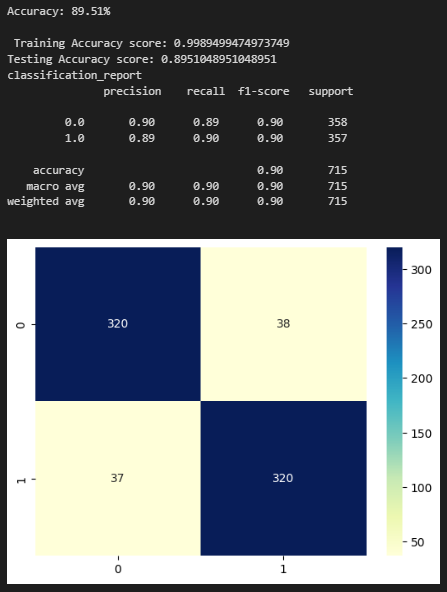 Accuracy: 89.51%
Training Accuracy score: 0.9989499474973749
Testing Accuracy score: 0.8951048951048951
classification_report
precision recall f1-score support
0.0 0.90 0.89 0.90 358
1.0 0.89 0.90 0.90 357
accuracy 0.90 715
macro avg 0.90 0.90 0.90 715
weighted avg 0.90 0.90 0.90 715
0 320 38
1 37 320
0 1
300
250
200
150
100
50